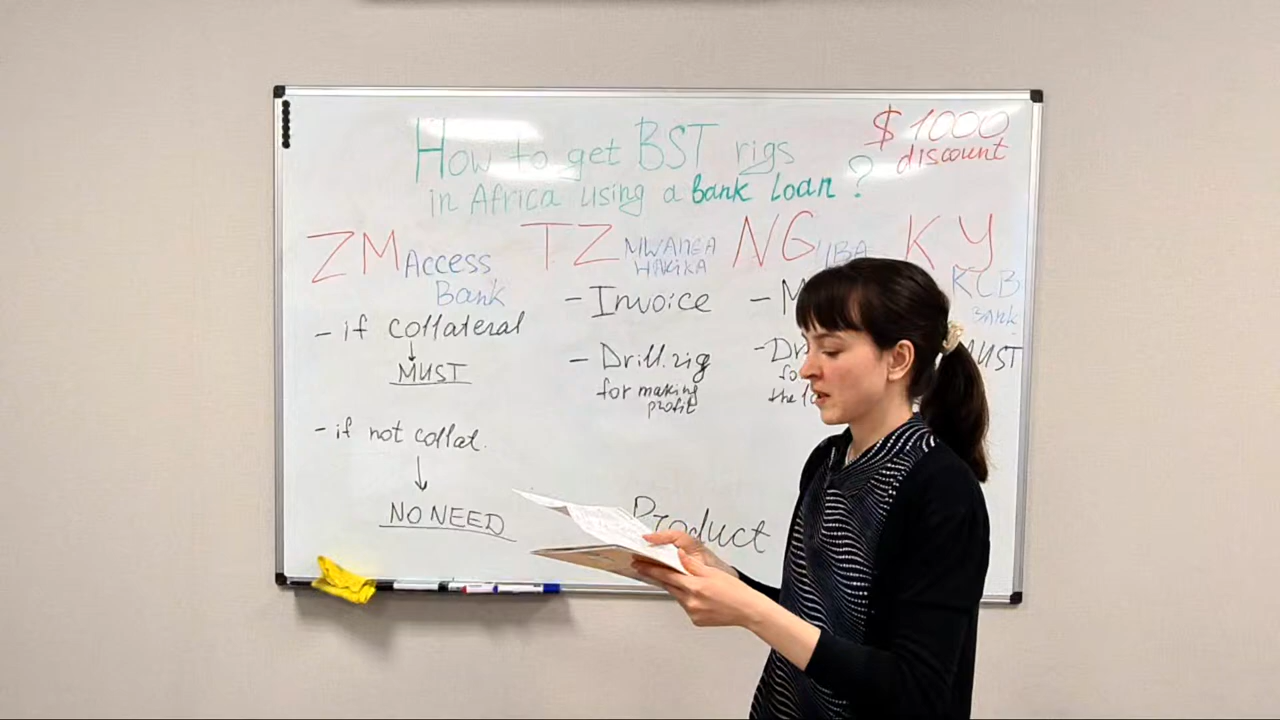 How to get BST rigs
in Africa using a bank loan ?
$ 1000
discount
ZM Access
Bank
- if collateral
MUST
- if not collat.
NO NEED
TZ
HAKIKA
- Invoice
- Drill.rig
for making
profit
NG UBA
KY
KCB
BANK
MUST
Product